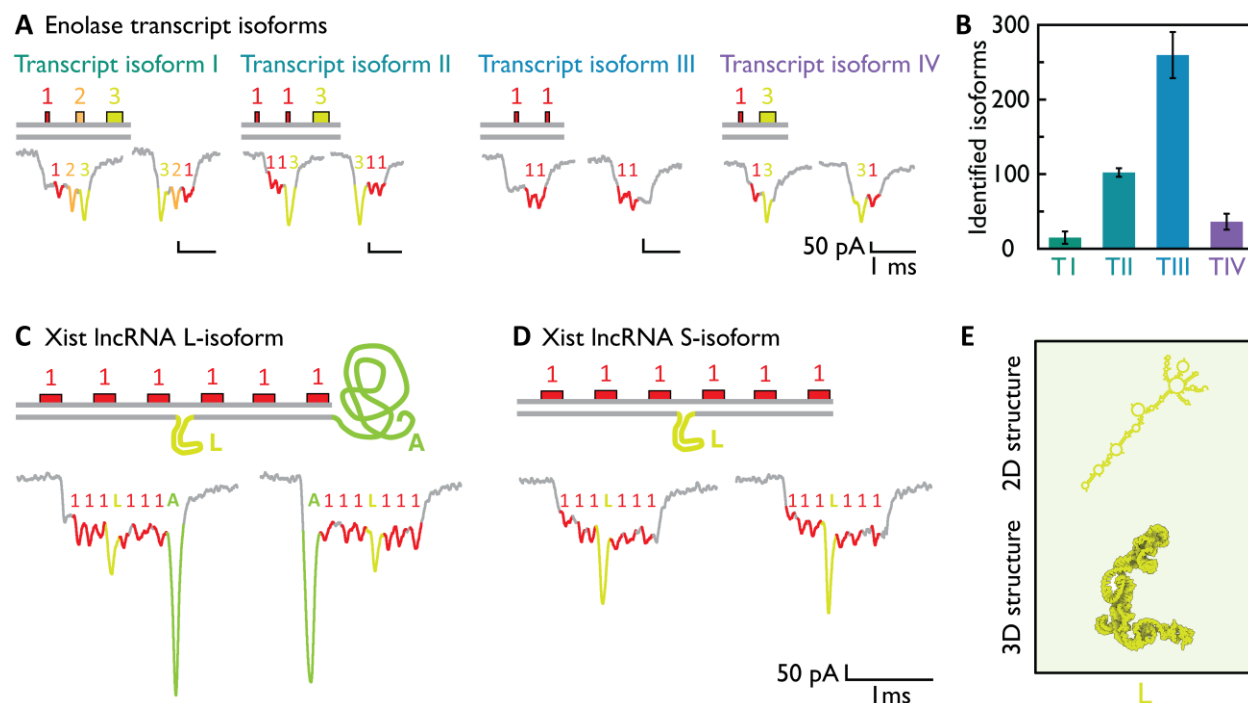 A Enolase transcript isoforms
Transcript isoform I
Transcript isoform II
Transcript isoform III
Transcript isoform IV
1 2 3
1 1 3
1 1
1 3
1 2 3
3 2 1
1 1 3
3 1 1
1 1
1 1
1 3
3 1
50 pA
1 ms
B
Identified isoforms
300
200
100
0
TI TII TIII TIV
C Xist lncRNA L-isoform
1 1 1 1 1 1
L
A
1 1 1 L 1 1 1 A
A 1 1 1 L 1 1 1
D Xist lncRNA S-isoform
1 1 1 1 1 1
L
1 1 1 L 1 1 1
1 1 1 L 1 1 1
50 pA
1ms
E
2D structure
3D structure
L